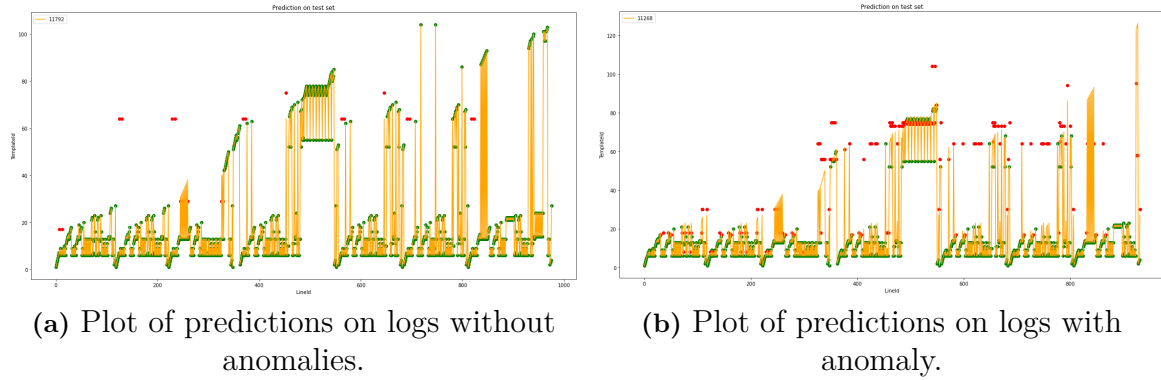 Prediction on test set
11792
100
80
60
40
20
0
TemplateId
0
200
400
600
800
1000
LineId
(a) Plot of predictions on logs without
anomalies.
Prediction on test set
11268
120
100
80
60
40
20
0
TemplateId
0
200
400
600
800
LineId
(b) Plot of predictions on logs with
anomaly.